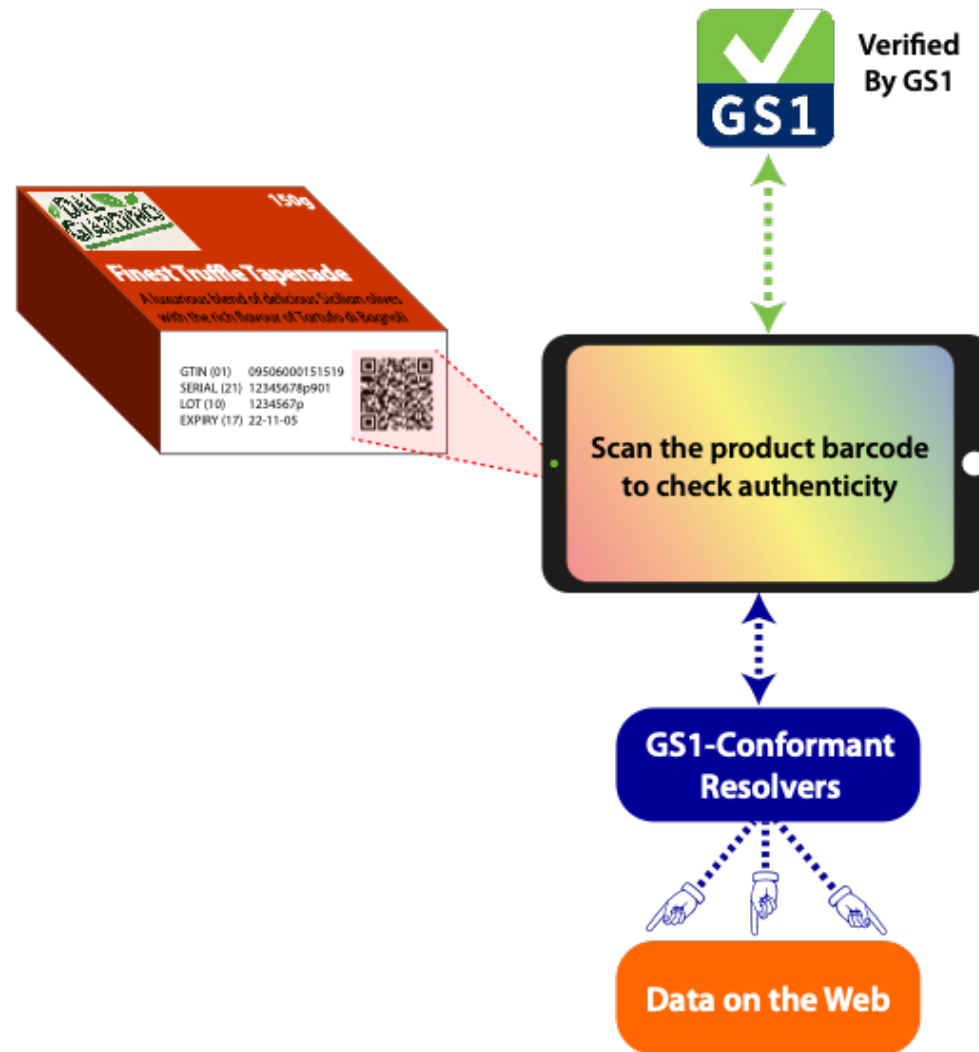 GS1
Verified
By GS1
DAL
GIARDINO
150g
Finest Truffle Tapenade
A luxurious blend of delicious Sicilian olives
with the rich flavour of Tartufo di Bagnoli
GTIN (01) 09506000151519
SERIAL (21) 12345678p901
LOT (10) 1234567p
EXPIRY (17) 22-11-05
Scan the product barcode
to check authenticity
GS1-Conformant
Resolvers
Data on the Web